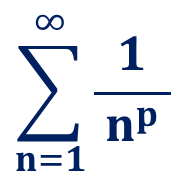 ∞
∑ 1/nᵖ
n=1